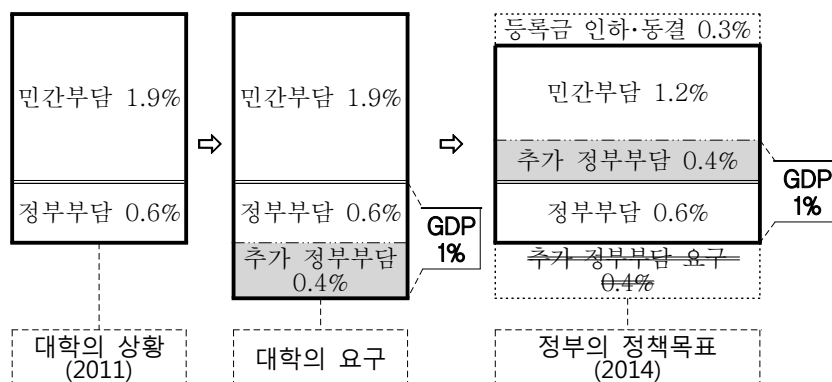 민간부담 1.9%
정부부담 0.6%
대학의 상황
(2011)
민간부담 1.9%
정부부담 0.6%
추가 정부부담
0.4%
GDP
1%
대학의 요구
등록금 인하·동결 0.3%
민간부담 1.2%
추가 정부부담 0.4%
정부부담 0.6%
추가 정부부담 요구
0.4%
GDP
1%
정부의 정책목표
(2014)